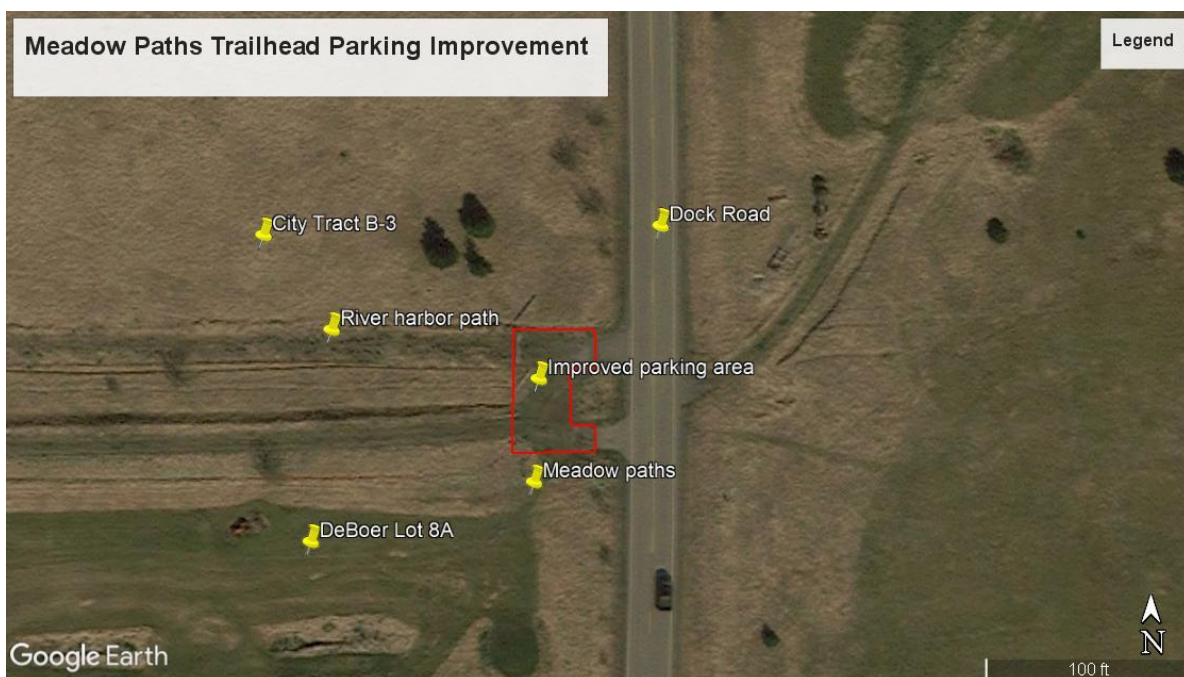 Meadow Paths Trailhead Parking Improvement
Legend
City Tract B-3
Dock Road
River harbor path
Improved parking area
Meadow paths
DeBoer Lot 8A
N
Google Earth
100 ft